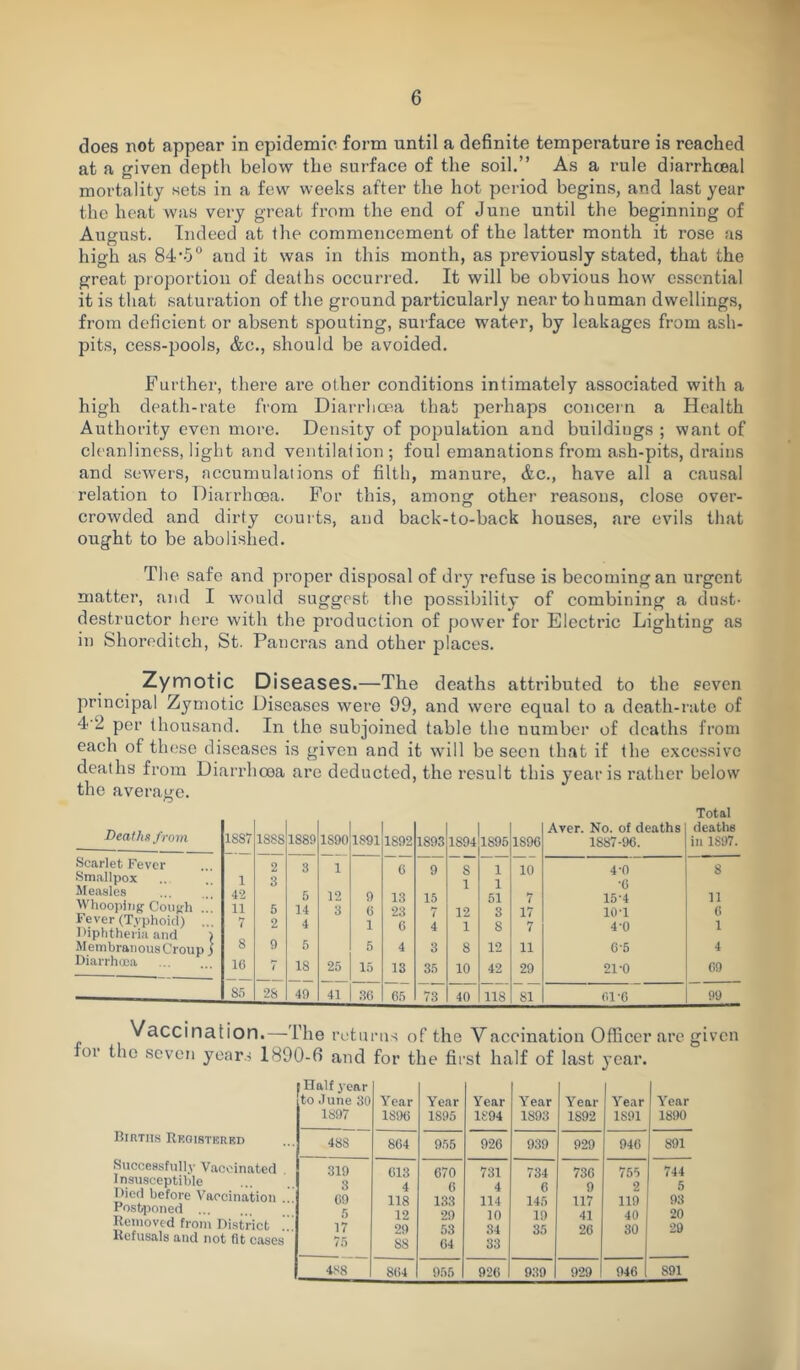 6
does not appear in epidemic form until a definite temperature is reached
at a given depth below the surface of the soil.” As a rule diarrhœal
mortality sets in a few weeks after the hot period begins, and last year
the heat was very great from the end of June until the beginning of
August. Indeed at the commencement of the latter month it rose as
high as 84·5° and it was in this month, as previously stated, that the
great proportion of deaths occurred. It will be obvious how essential
it is that saturation of the ground particularly near to human dwellings,
from deficient or absent spouting, surface water, by leakages from ash-
pits, cess-pools, &c., should be avoided.
Further, there are other conditions intimately associated with a
high death-rate from Diarrhœa that perhaps concern a Health
Authority even more. Density of population and buildings ; want of
cleanliness, light and ventilation ; foul emanations from ash-pits, drains
and sewers, accumulations of filth, manure, &c., have all a causal
relation to Diarrhœa. For this, among other reasons, close over-
crowded and dirty courts, and back-to-back houses, are evils that
ought to be abolished.
The safe and proper disposal of dry refuse is becoming an urgent
matter, and I would suggest the possibility of combining a dust-
destructor here with the production of power for Electric Lighting as
in Shoreditch, St. Pancras and other places.
Zymotic Diseases.—The deaths attributed to the seven
principal Zymotic Diseases were 99, and were equal to a death-rate of
4·2 per thousand. In the subjoined table the number of deaths from
each of these diseases is given and it will be seen that if the excessive
deaths from Diarrhœa are deducted, the result this year is rather below
the average.
Deaths from 1887 1888 1889 1890 1891 1892 1893 1894 1895 1896 Aver. No. of deaths 1887-96. Total deaths in 1897.
Scarlet Fever ... 2 3 1 6 9 8 1 10 4·0 8
Smallpox ... .. 1 3 1 1 ·6
Measles ... ... 42 5 12 9 13 15 51 7 15·4 11
Whooping Cough ... 11 5 14 3 6 23 7 12 3 17 10·1 6
Fever (Typhoid) ... 7 2 4 1 6 4 1 8 7 4·0 1
Diphtheria and }
Membranous Croup } 8 9 5 5 4 3 8 12 11 6·5 4
Diarrhœa ... ... 16 7 18 25 15 13 35 10 42 29 21·0 69
85 28 49 41 36 65 73 40 118 81 61·6 99
Vaccination.—The returns of the Vaccination Officer are given
for the seven years 1890-6 and for the first half of last year.
Half year to June 30 1897 Year 1896 Year 1895 Year 1894 Year 1893 Year 1892 Year 1891 Year 1890
Births Registered ... 488 864 955 926 939 929 946 891
Successfully Vaccinated . 319 613 670 731 734 736 755 744
Insusceptible ... .. 3 4 6 4 6 9 2 5
Died before Vaccination ... 69 118 133 114 145 117 119 93
Postponed ... ... ... 5 12 29 10 19 41 40 20
Removed from District ... 17 29 53 34 35 26 30 29
Refusals and not fit cases 75 88 64 33
488 864 955 926 939 929 946 891